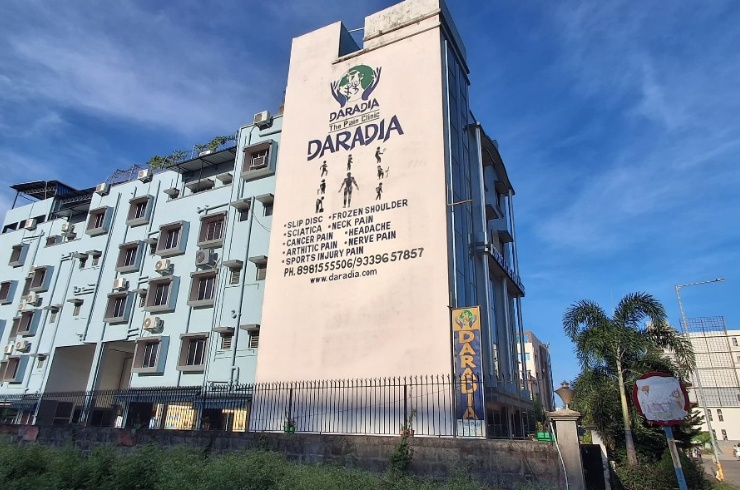 DARADIA
The Pain Clinic
DARADIA
•SLIP DISC •FROZEN SHOULDER
•SCIATICA •NECK PAIN
•CANCER PAIN •HEADACHE
•ARTHITIC PAIN •NERVE PAIN
•SPORTS INJURY PAIN
PH. 8981555506/9339657857
www.daradia.com
DARADIA